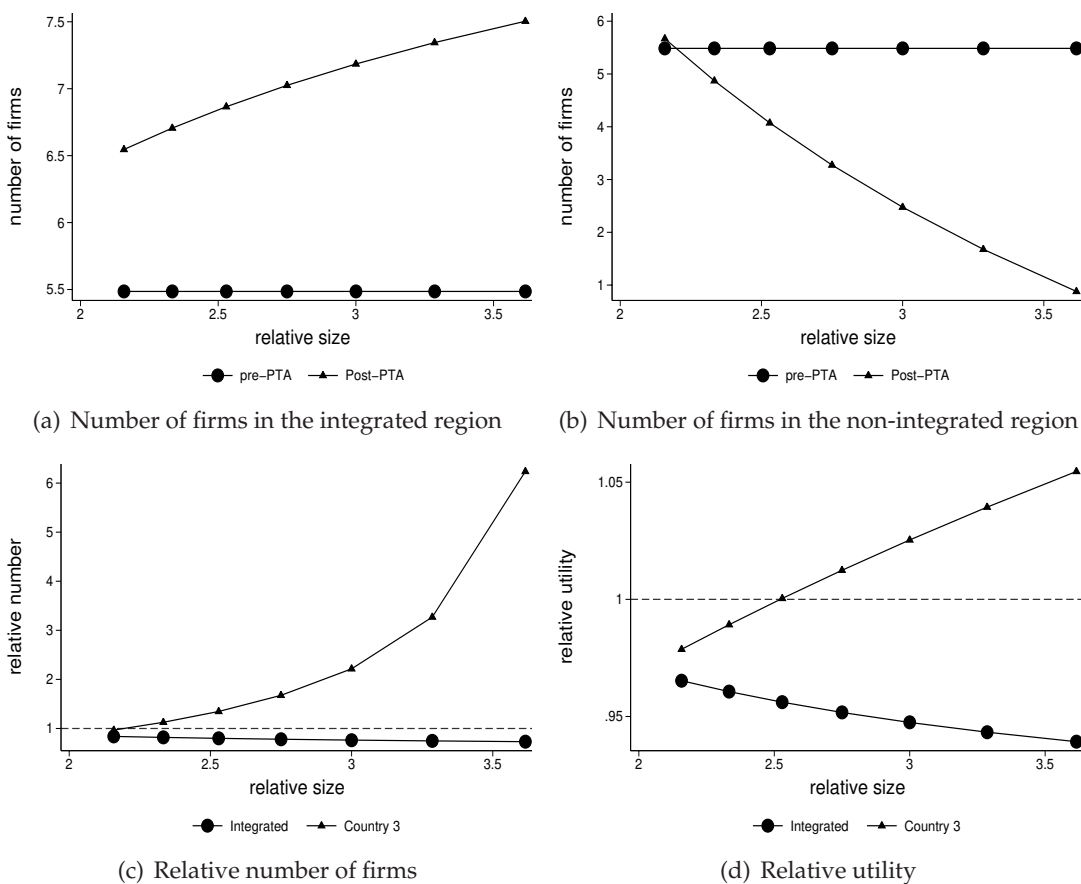 7.5
7
6.5
6
5.5
number of firms
2 2.5 3 3.5
relative size
pre−PTA Post−PTA
(a) Number of firms in the integrated region
6
5
4
3
2
1
number of firms
2 2.5 3 3.5
relative size
pre−PTA Post−PTA
(b) Number of firms in the non-integrated region
6
5
4
3
2
1
relative number
2 2.5 3 3.5
relative size
Integrated Country 3
(c) Relative number of firms
1.05
1
.95
relative utility
2 2.5 3 3.5
relative size
Integrated Country 3
(d) Relative utility